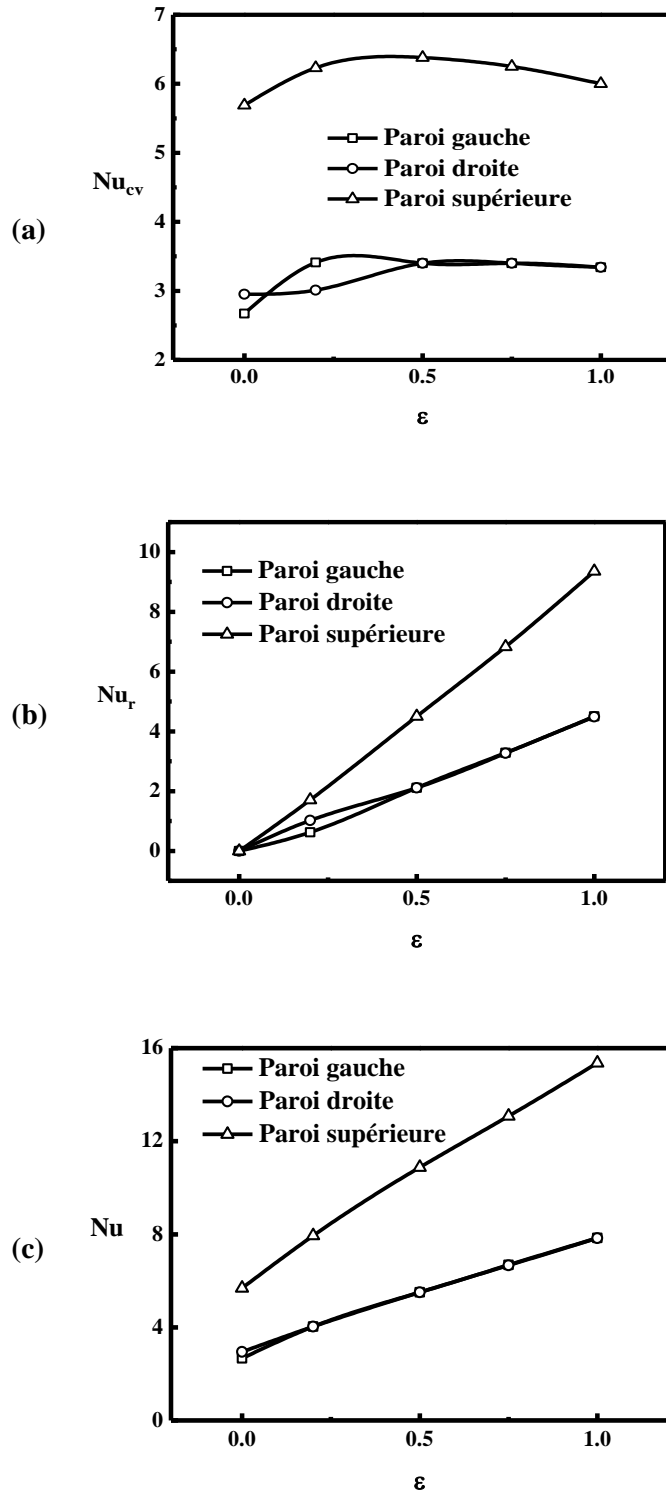 7
6
5
4
3
2
Nu_cv
(a)
Paroi gauche
Paroi droite
Paroi supérieure
0.0 0.5 1.0
ε
10
8
6
4
2
0
Nu_r
(b)
Paroi gauche
Paroi droite
Paroi supérieure
0.0 0.5 1.0
ε
16
12
8
4
0
Nu
(c)
Paroi gauche
Paroi droite
Paroi supérieure
0.0 0.5 1.0
ε